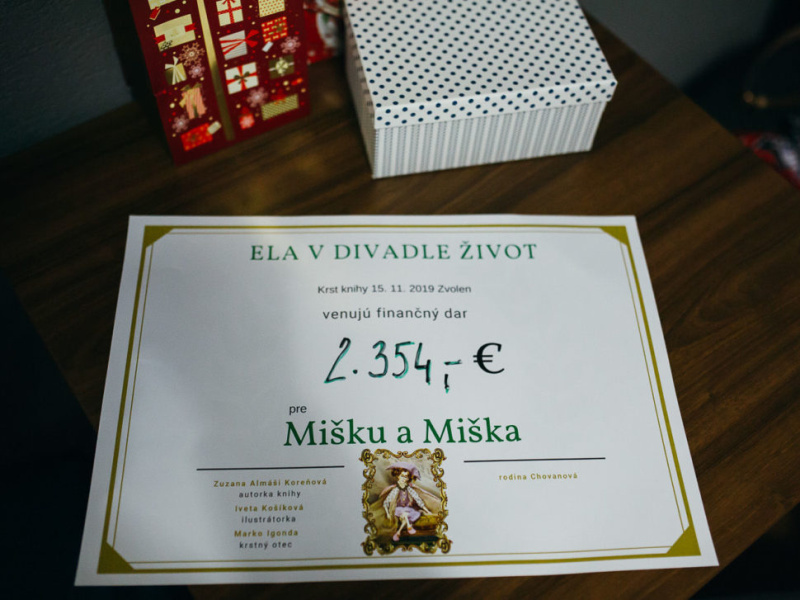 ELA V DIVADLE ŽIVOT
Krst knihy 15. 11. 2019 Zvolen
venujú finančný dar
2.354,- €
pre
Mišku a Miška
Zuzana Almáši Koreňová
autorka knihy
Iveta Košíková
ilustrátorka
Marko Igonda
krstný otec
rodina Chovanová